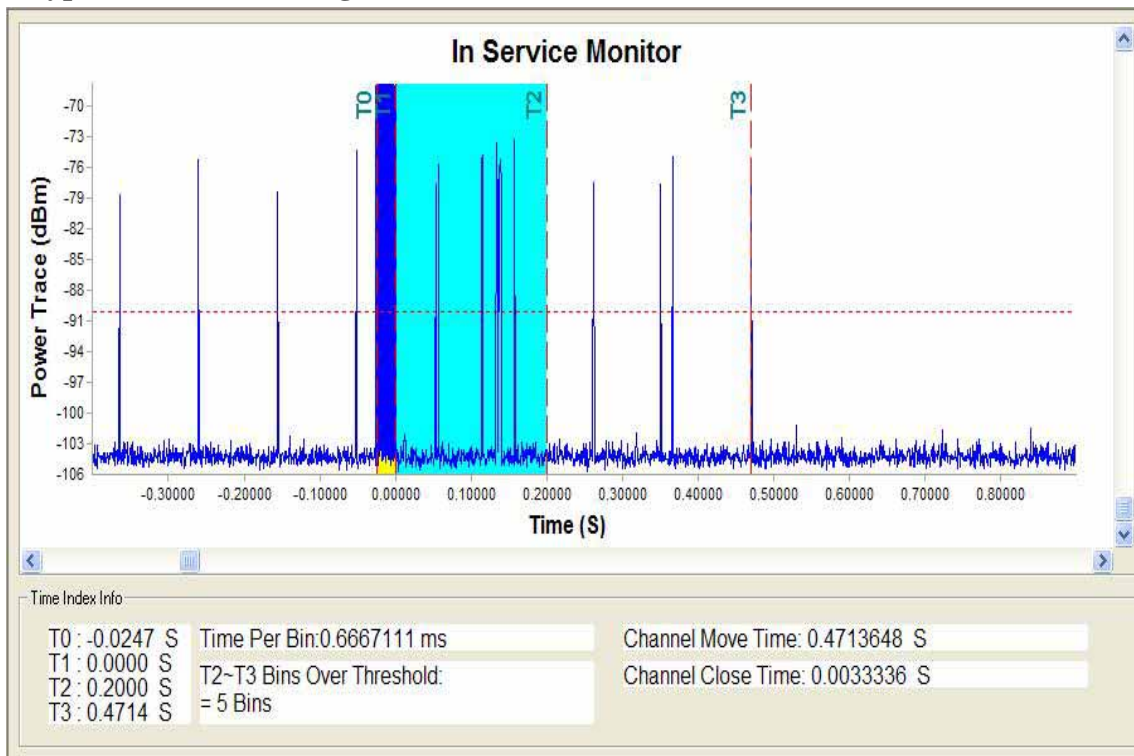 In Service Monitor
Power Trace (dBm)
-70
-73
-76
-79
-82
-85
-88
-91
-94
-97
-100
-103
-106
T0
T1
T2
T3
-0.30000 -0.20000 -0.10000 0.00000 0.10000 0.20000 0.30000 0.40000 0.50000 0.60000 0.70000 0.80000
Time (S)
Time Index Info
T0 : -0.0247 S
T1 : 0.0000 S
T2 : 0.2000 S
T3 : 0.4714 S
Time Per Bin:0.6667111 ms
T2~T3 Bins Over Threshold:
= 5 Bins
Channel Move Time: 0.4713648 S
Channel Close Time: 0.0033336 S